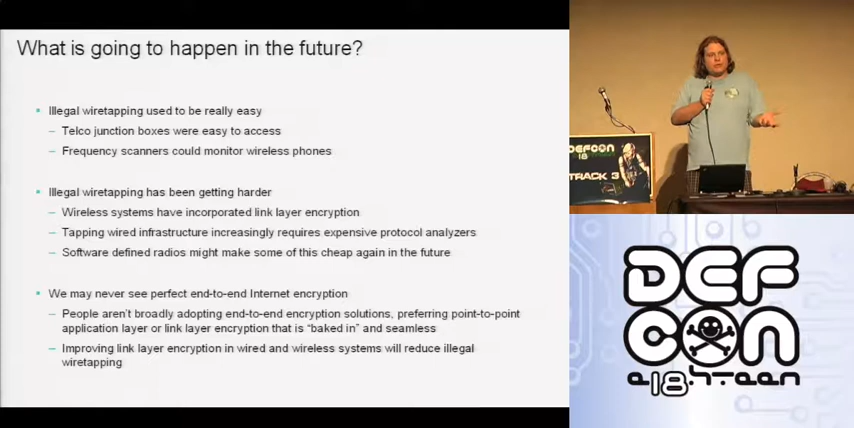 What is going to happen in the future?
Illegal wiretapping used to be really easy
– Telco junction boxes were easy to access
– Frequency scanners could monitor wireless phones
Illegal wiretapping has been getting harder
– Wireless systems have incorporated link layer encryption
– Tapping wired infrastructure increasingly requires expensive protocol analyzers
– Software defined radios might make some of this cheap again in the future
We may never see perfect end-to-end Internet encryption
– People aren't broadly adopting end-to-end encryption solutions, preferring point-to-point
application layer or link layer encryption that is "baked in" and seamless
– Improving link layer encryption in wired and wireless systems will reduce illegal
wiretapping
DEFCON
18
TRACK 3
DEF
CON
e18hteen